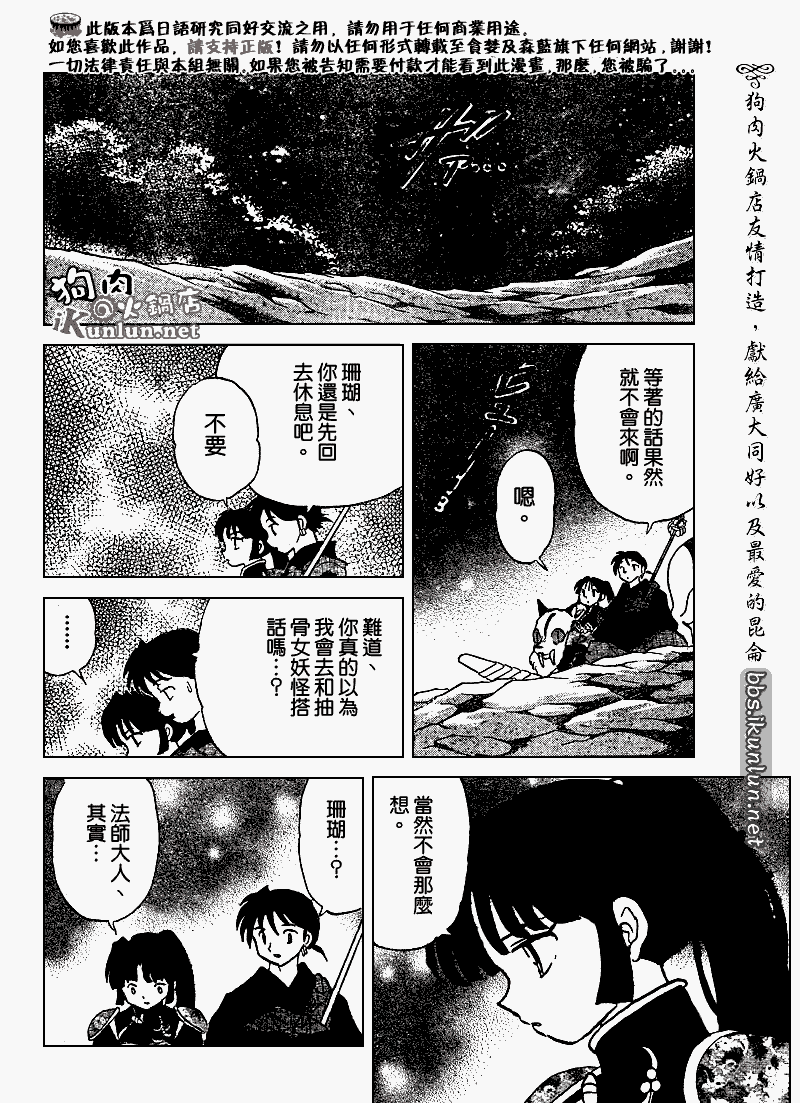 此版本爲日語研究同好交流之用，請勿用于任何商業用途。
如您喜歡此作品，請支持正版！請勿以任何形式轉載至貪婪及森藍旗下任何網站，謝謝！
一切法律責任與本組無關。如果您被告知需要付款才能看到此漫畫，那麼，您被騙了...
狗肉火鍋店友情打造，獻給廣大同好以及最愛的昆侖
bbs.ikunlun.net
狗肉
火鍋店
iKunlun.net
等著的話果然
就不會來啊。
嗯。
珊瑚、
你還是先回
去休息吧。
不要
難道、
你真的以為
我會去和抽
骨女妖怪搭
話嗎…？
……
當然不會那麼
想。
珊瑚…？
法師大人、
其實…